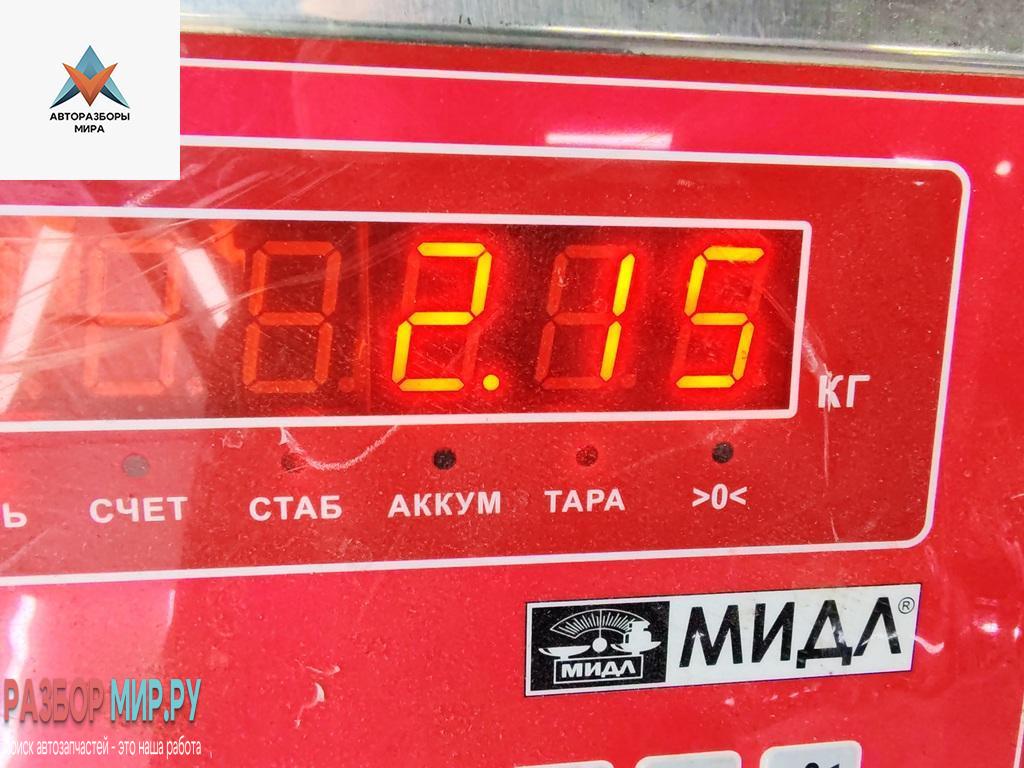 АВТОРАЗБОРЫ
МИРА
2.15
КГ
СЧЕТ СТАБ АККУМ ТАРА >0<
МИДЛ МИДЛ®
РАЗБОР МИР.РУ
поиск автозапчастей - это наша работа